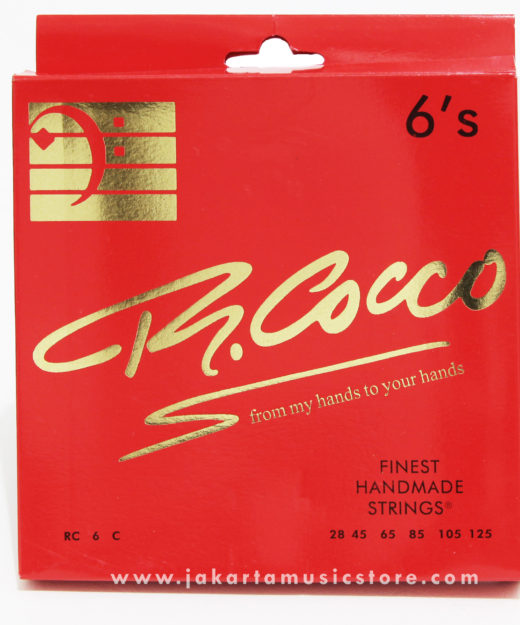 6's
R. Cocco
from my hands to your hands
FINEST
HANDMADE
STRINGS®
RC 6 C
28 45 65 85 105 125
www.jakartamusicstore.com